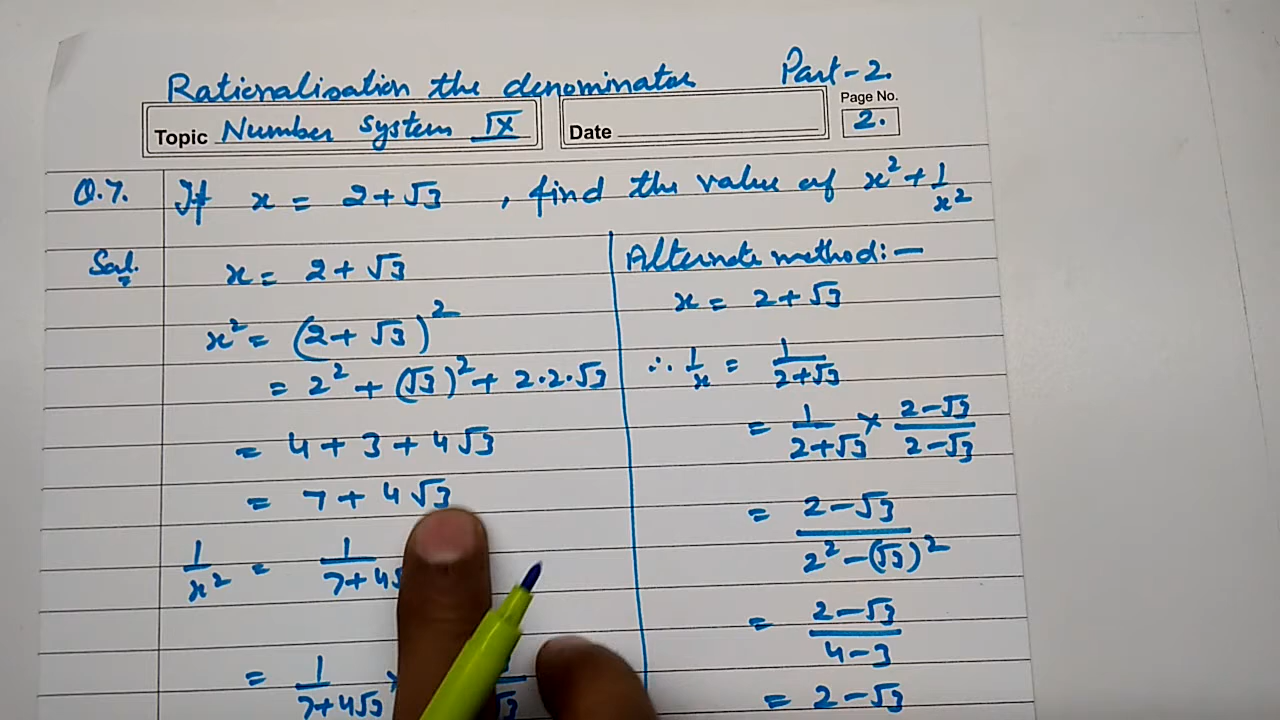 Rationalisation the denominator Part-2.
Topic Number System IX Date Page No. 2.
Q.7. If x = 2+√3 , find the value of x² + 1/x²
Sol. x = 2+√3
x² = (2+√3)²
= 2² + (√3)² + 2·2·√3
= 4 + 3 + 4√3
= 7 + 4√3
1/x² = 1/7+4√
= 1/7+4√3 ×
Alternate method:-
x = 2+√3
∴ 1/x = 1/2+√3
= 1/2+√3 × 2-√3/2-√3
= 2-√3/2²-(√3)²
= 2-√3/4-3
= 2-√3